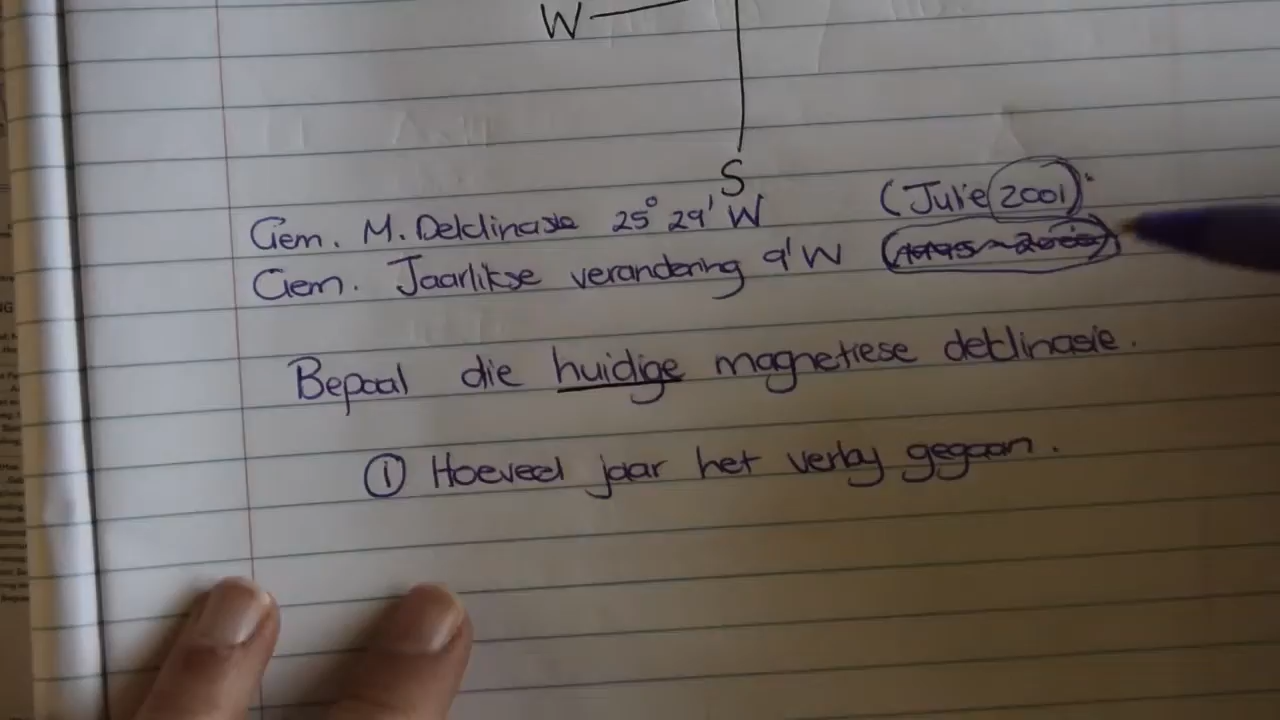 W
S
Gem. M. Deklinasie 25° 29' W (Julie 2001)
Gem. Jaarlikse verandering 9' W
Bepaal die huidige magnetiese deklinasie.
① Hoeveel jaar het verby gegaan.